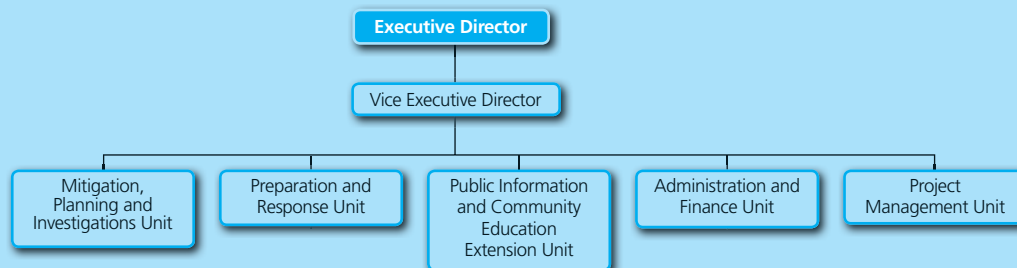 Executive Director
Vice Executive Director
Mitigation,
Planning and
Investigations Unit
Preparation and
Response Unit
Public Information
and Community
Education
Extension Unit
Administration and
Finance Unit
Project
Management Unit